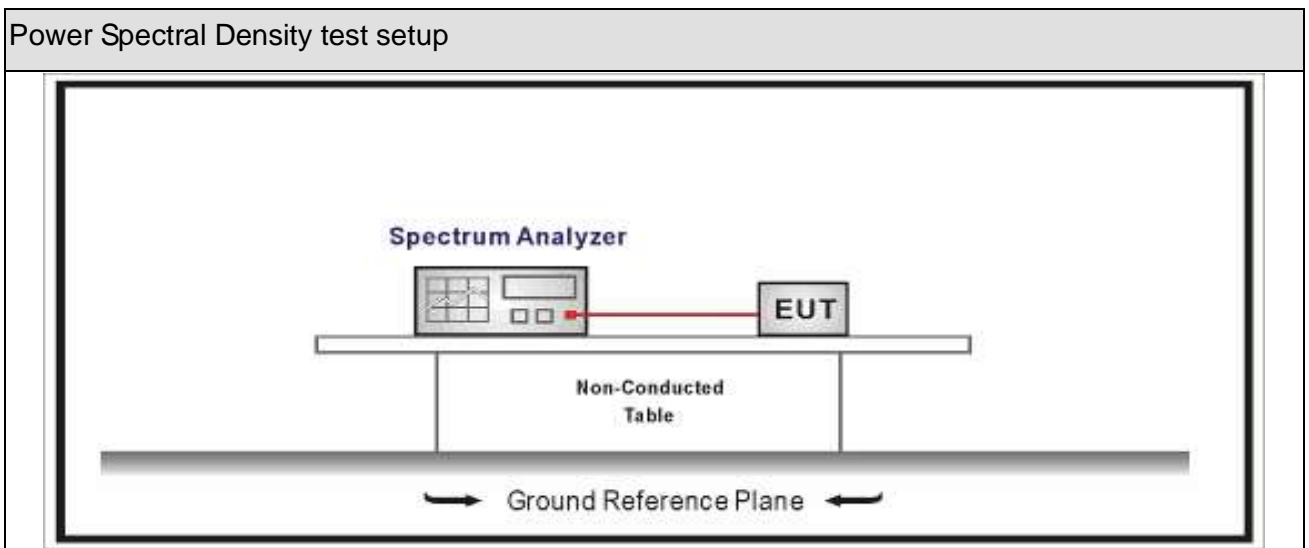 Power Spectral Density test setup
Spectrum Analyzer
EUT
Non-Conducted
Table
Ground Reference Plane